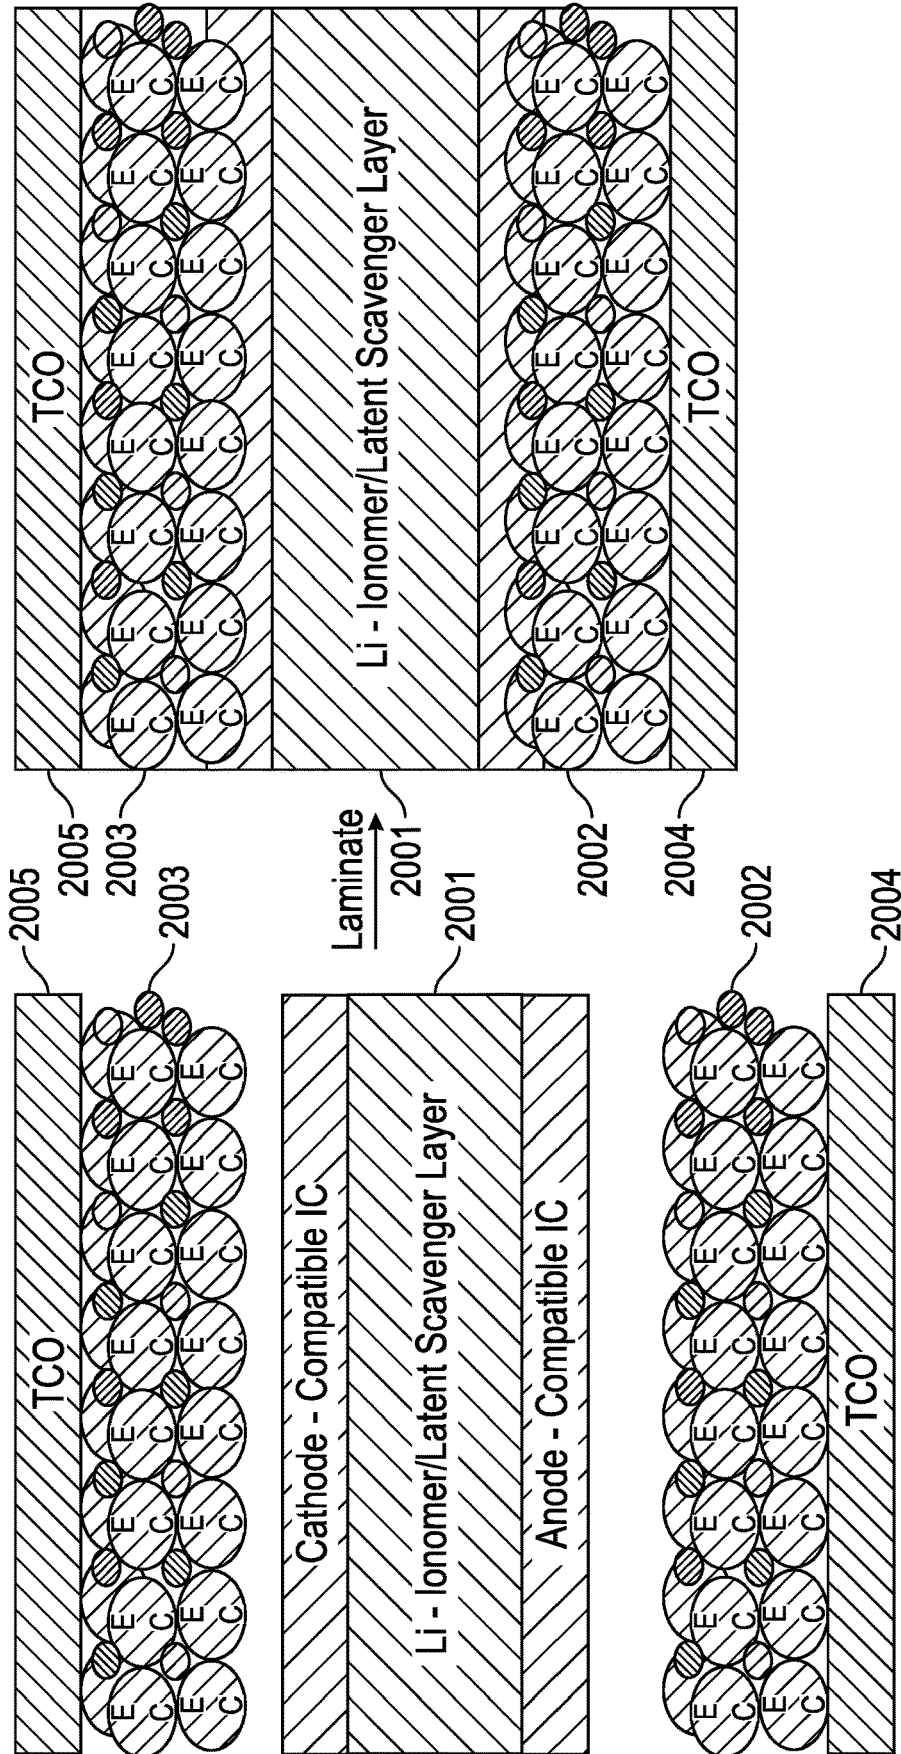 TCO
2005
E E E E E E E E
C C C C C C C C
2003
E E E E E E E E
C C C C C C C C
Cathode - Compatible IC
Li - Ionomer/Latent Scavenger Layer
2001
Anode - Compatible IC
E E E E E E E E
C C C C C C C C
2002
E E E E E E E E
C C C C C C C C
TCO
2004
Laminate
TCO
2005
2003
E E E E E E E E
C C C C C C C C
E E E E E E E E
C C C C C C C C
2001
Li - Ionomer/Latent Scavenger Layer
2002
E E E E E E E E
C C C C C C C C
E E E E E E E E
C C C C C C C C
2004
TCO